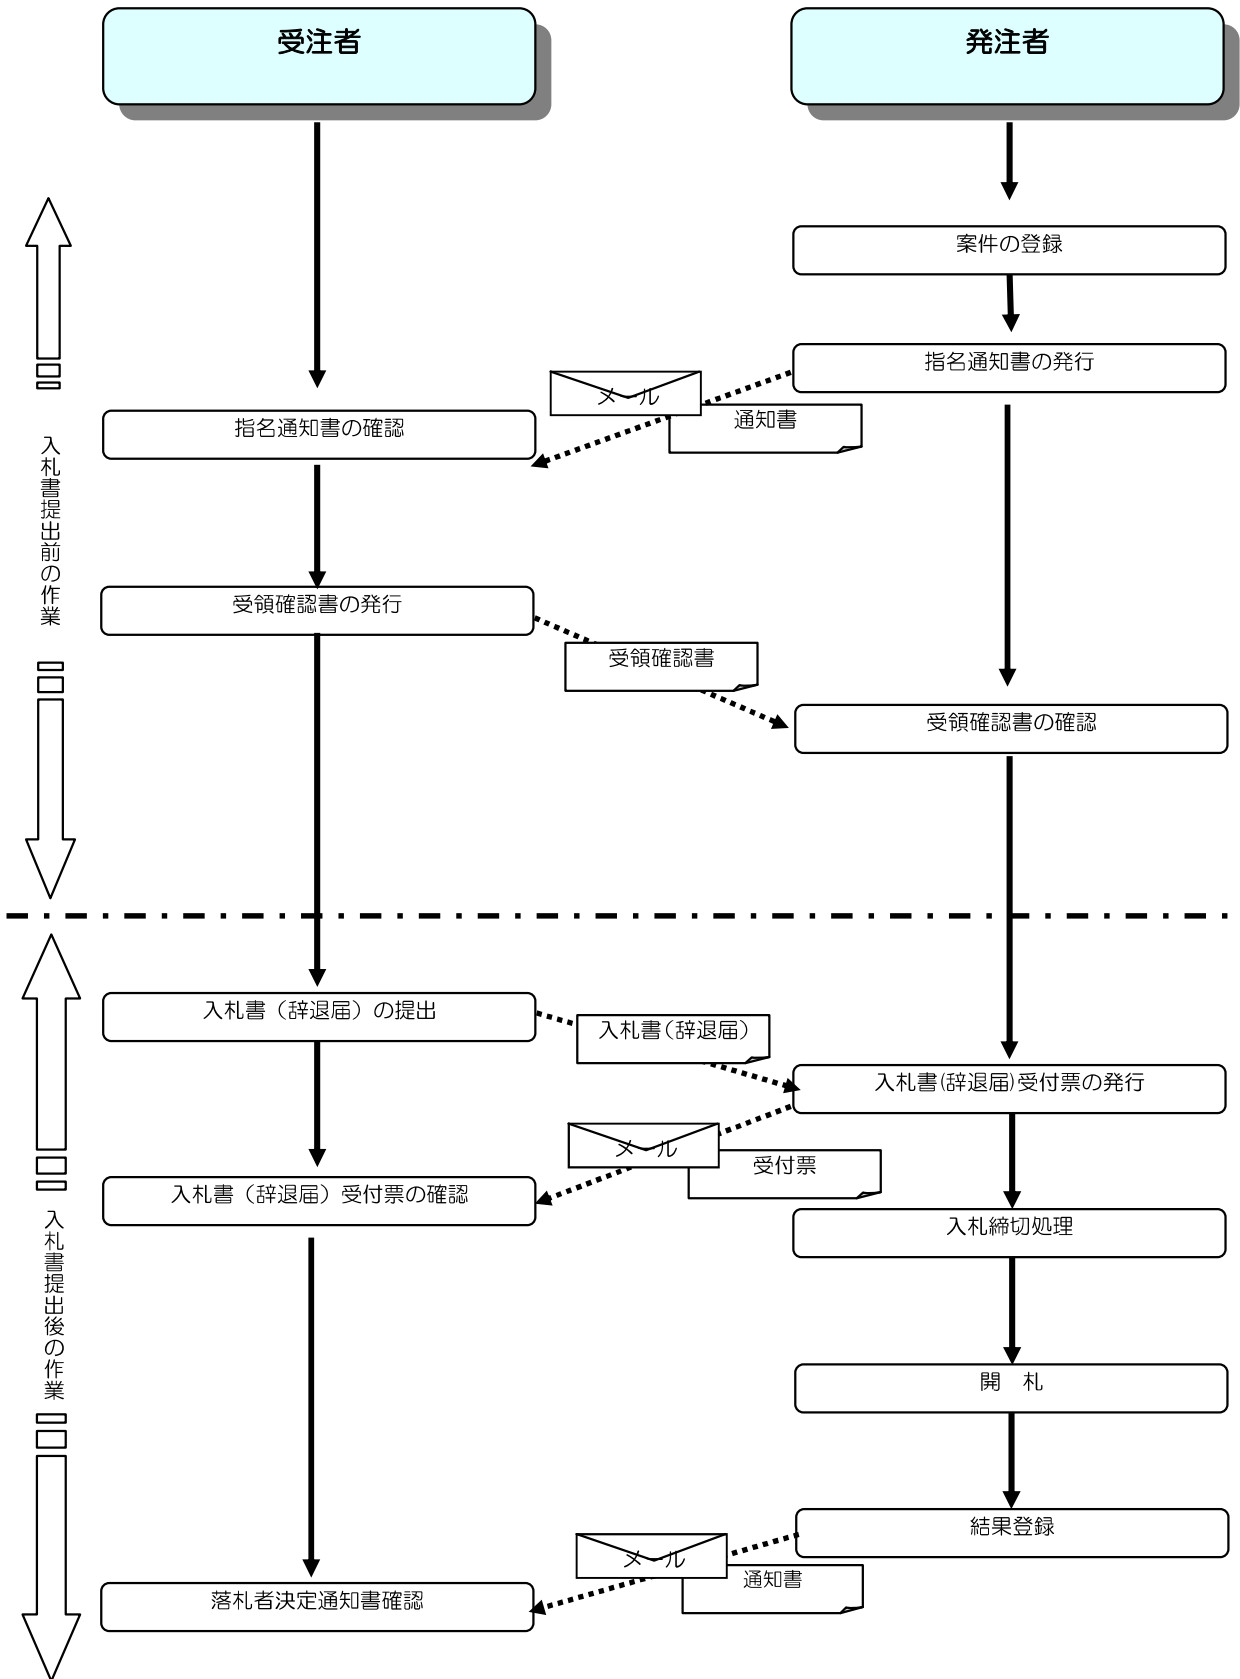 受注者
発注者
案件の登録
指名通知書の発行
メール
通知書
指名通知書の確認
入札書提出前の作業
受領確認書の発行
受領確認書
受領確認書の確認
入札書（辞退届）の提出
入札書（辞退届）
入札書(辞退届)受付票の発行
メール
受付票
入札書（辞退届）受付票の確認
入札書提出後の作業
入札締切処理
開　札
結果登録
メール
通知書
落札者決定通知書確認